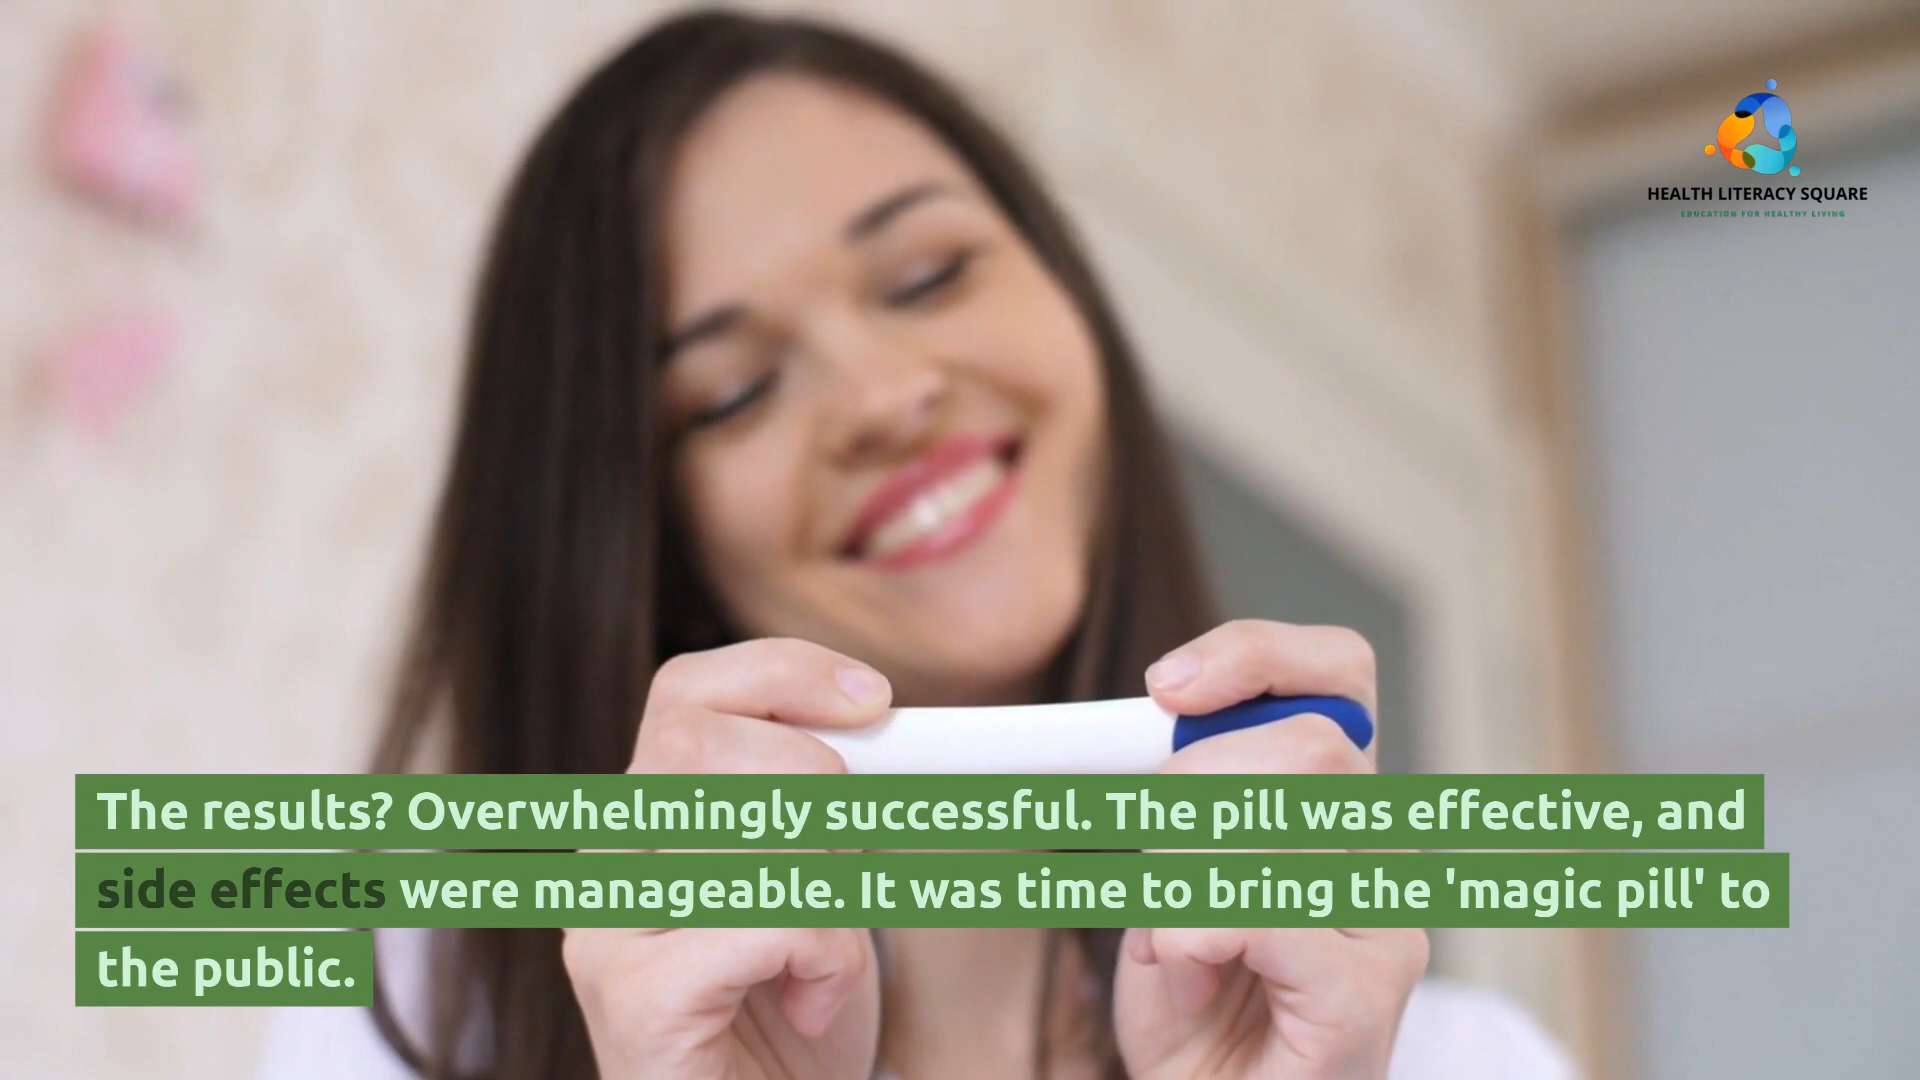 HEALTH LITERACY SQUARE
EDUCATION FOR HEALTHY LIVING
The results? Overwhelmingly successful. The pill was effective, and
side effects were manageable. It was time to bring the 'magic pill' to
the public.